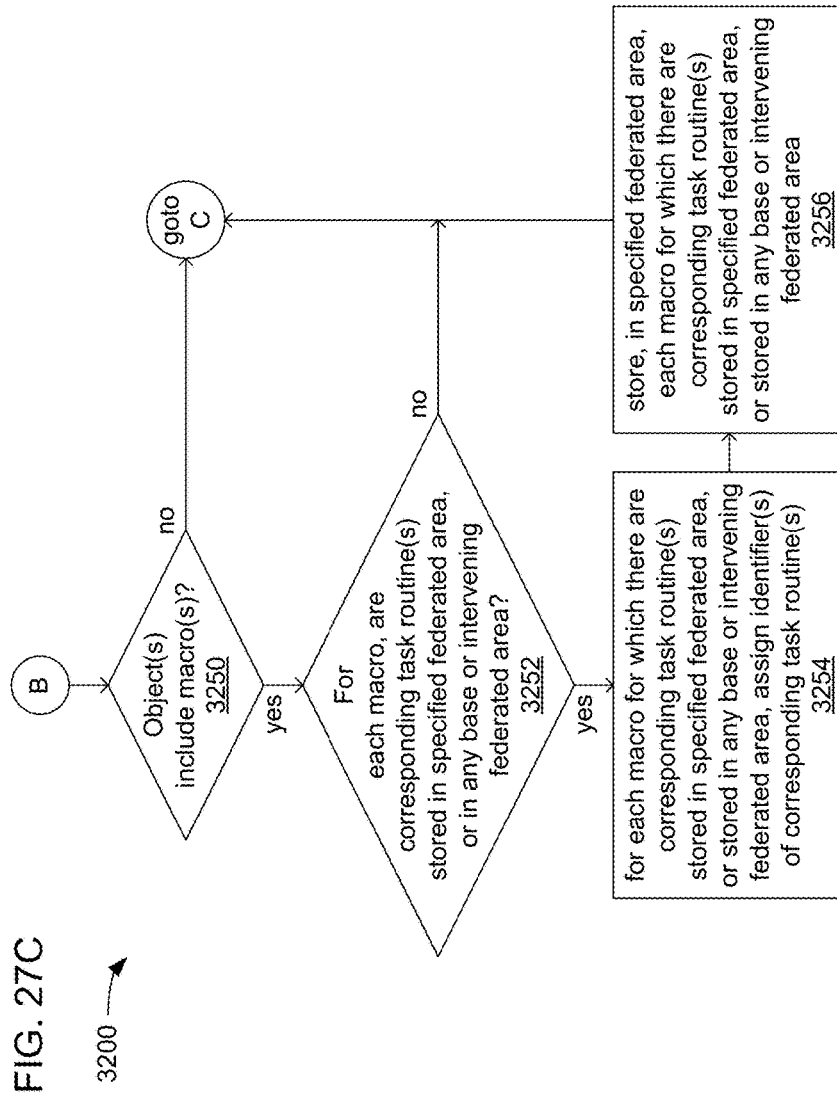 FIG. 27C
3200
B
Object(s)
include macro(s)?
3250
no
goto
C
yes
For
each macro, are
corresponding task routine(s)
stored in specified federated area,
or in any base or intervening
federated area?
3252
no
yes
for each macro for which there are
corresponding task routine(s)
stored in specified federated area,
or stored in any base or intervening
federated area, assign identifier(s)
of corresponding task routine(s)
3254
store, in specified federated area,
each macro for which there are
corresponding task routine(s)
stored in specified federated area,
or stored in any base or intervening
federated area
3256